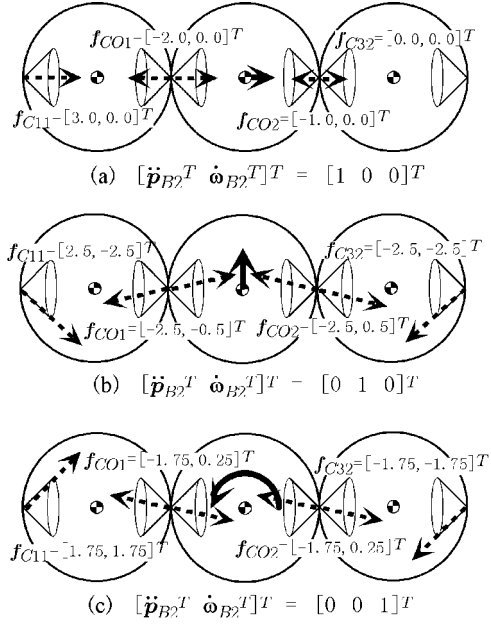 f_{CO1}=[-2.0, 0.0]^T f_{C32}=[0.0, 0.0]^T
f_{C11}=[3.0, 0.0]^T f_{CO2}=[-1.0, 0.0]^T
(a) [p̈_{B2}^T ω̇_{B2}^T]^T = [1 0 0]^T
f_{C11}=[2.5, -2.5]^T f_{C32}=[-2.5, -2.5]^T
f_{CO1}=[-2.5, -0.5]^T f_{CO2}=[-2.5, 0.5]^T
(b) [p̈_{B2}^T ω̇_{B2}^T]^T = [0 1 0]^T
f_{CO1}=[-1.75, 0.25]^T f_{C32}=[-1.75, -1.75]^T
f_{C11}=[1.75, 1.75]^T f_{CO2}=[-1.75, 0.25]^T
(c) [p̈_{B2}^T ω̇_{B2}^T]^T = [0 0 1]^T